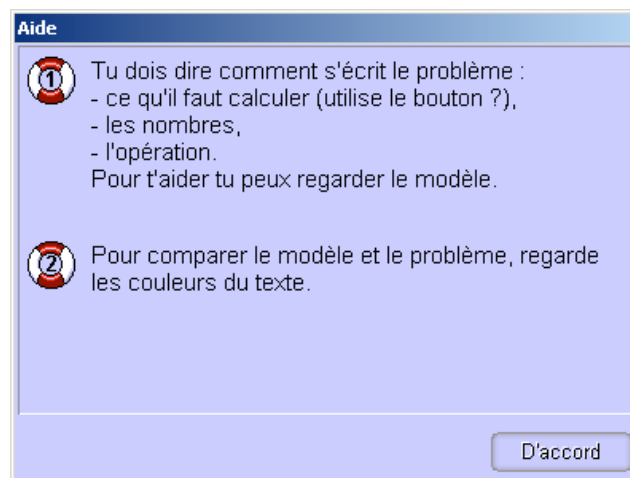 Aide
1 Tu dois dire comment s'écrit le problème :
- ce qu'il faut calculer (utilise le bouton ?),
- les nombres,
- l'opération.
Pour t'aider tu peux regarder le modèle.
2 Pour comparer le modèle et le problème, regarde
les couleurs du texte.
D'accord